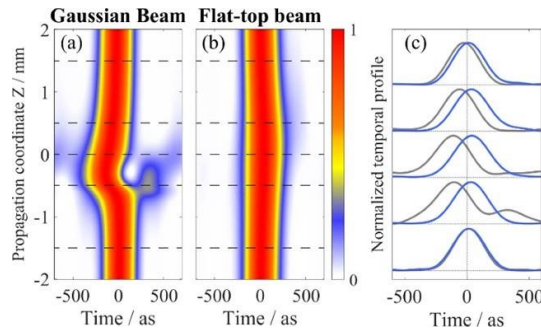 Gaussian Beam Flat-top beam
(a) (b) (c)
1
0
Propagation coordinate Z / mm
2
1
0
-1
-2
Normalized temporal profile
-500 0 500
-500 0 500
-500 0 500
Time / as Time / as Time / as